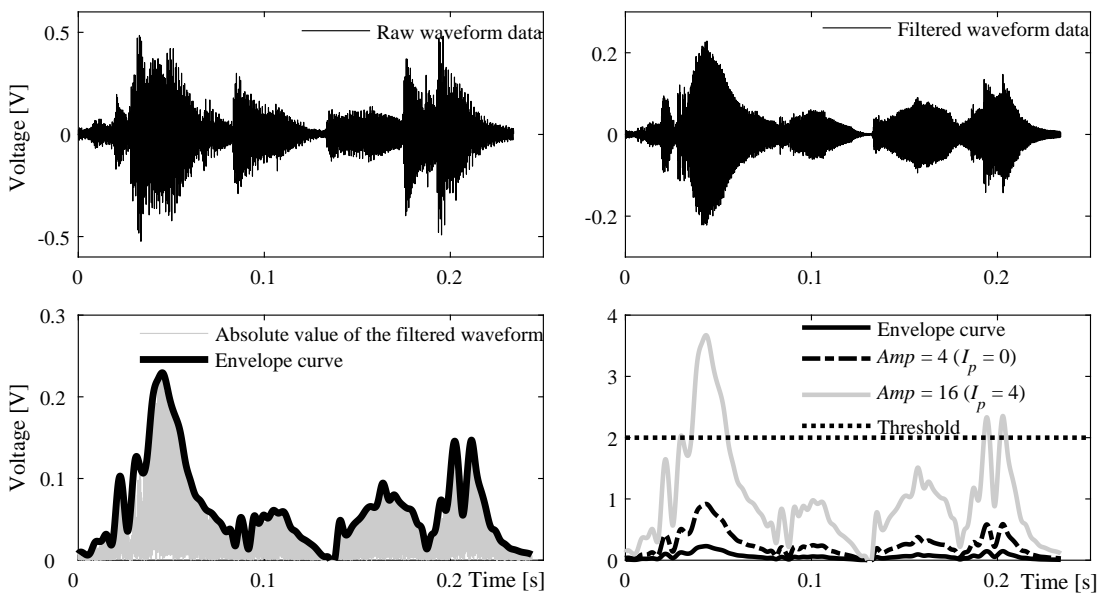 0.5
0
-0.5
Voltage [V]
Raw waveform data
0 0.1 0.2
0.2
0
-0.2
Filtered waveform data
0 0.1 0.2
0.3
0.2
0.1
0
Voltage [V]
Absolute value of the filtered waveform
Envelope curve
0 0.1 0.2 Time [s]
4
3
2
1
0
Envelope curve
Amp = 4 (I_p = 0)
Amp = 16 (I_p = 4)
Threshold
0 0.1 0.2 Time [s]